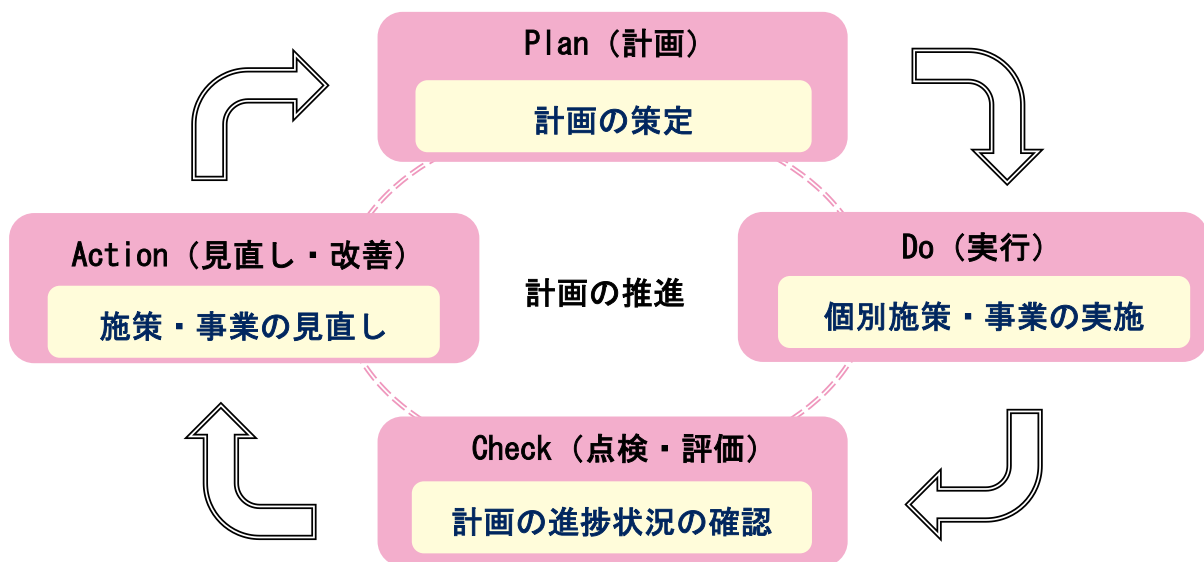 Plan（計画）
計画の策定
Action（見直し・改善）
施策・事業の見直し
計画の推進
Do（実行）
個別施策・事業の実施
Check（点検・評価）
計画の進捗状況の確認